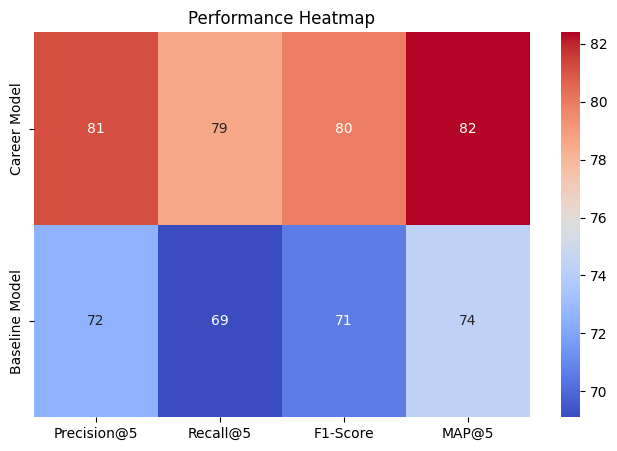 Performance Heatmap
Career Model
81 79 80 82
Baseline Model
72 69 71 74
Precision@5 Recall@5 F1-Score MAP@5
82
80
78
76
74
72
70